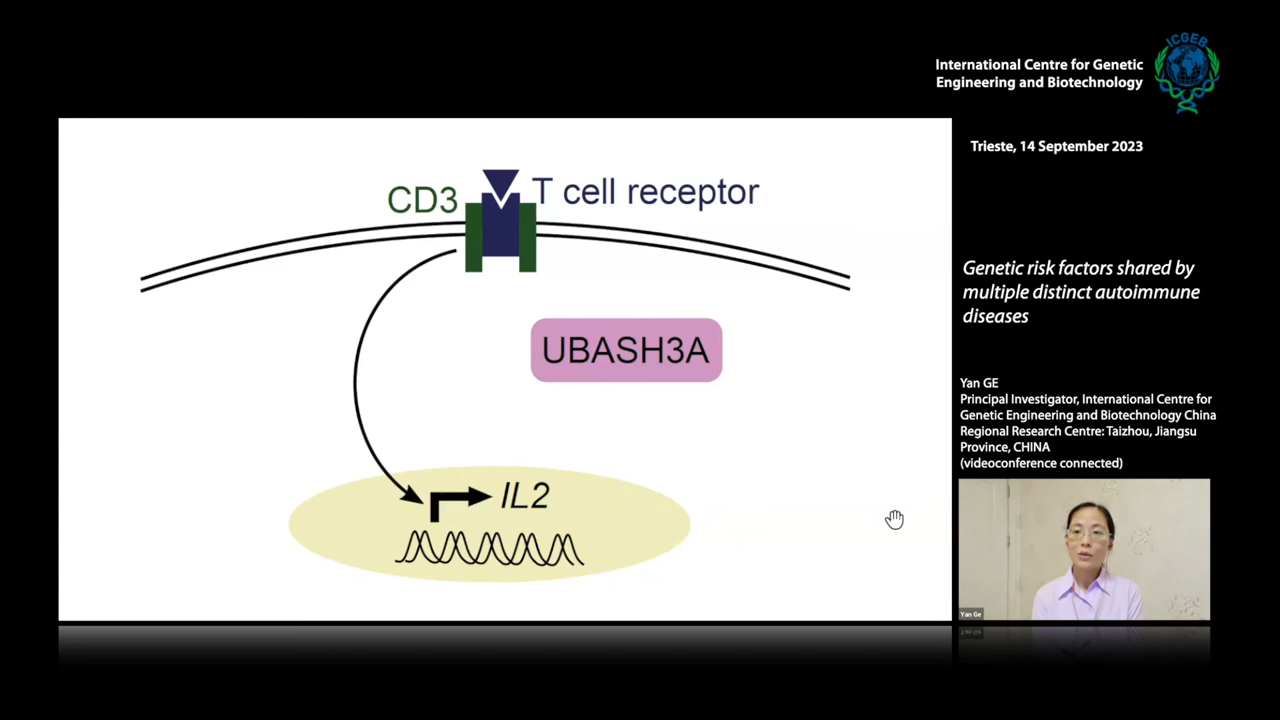 ICGEB
International Centre for Genetic
Engineering and Biotechnology
Trieste, 14 September 2023
CD3
T cell receptor
UBASH3A
IL2
Genetic risk factors shared by
multiple distinct autoimmune
diseases
Yan GE
Principal Investigator, International Centre for
Genetic Engineering and Biotechnology China
Regional Research Centre: Taizhou, Jiangsu
Province, CHINA
(videoconference connected)
Yan Ge